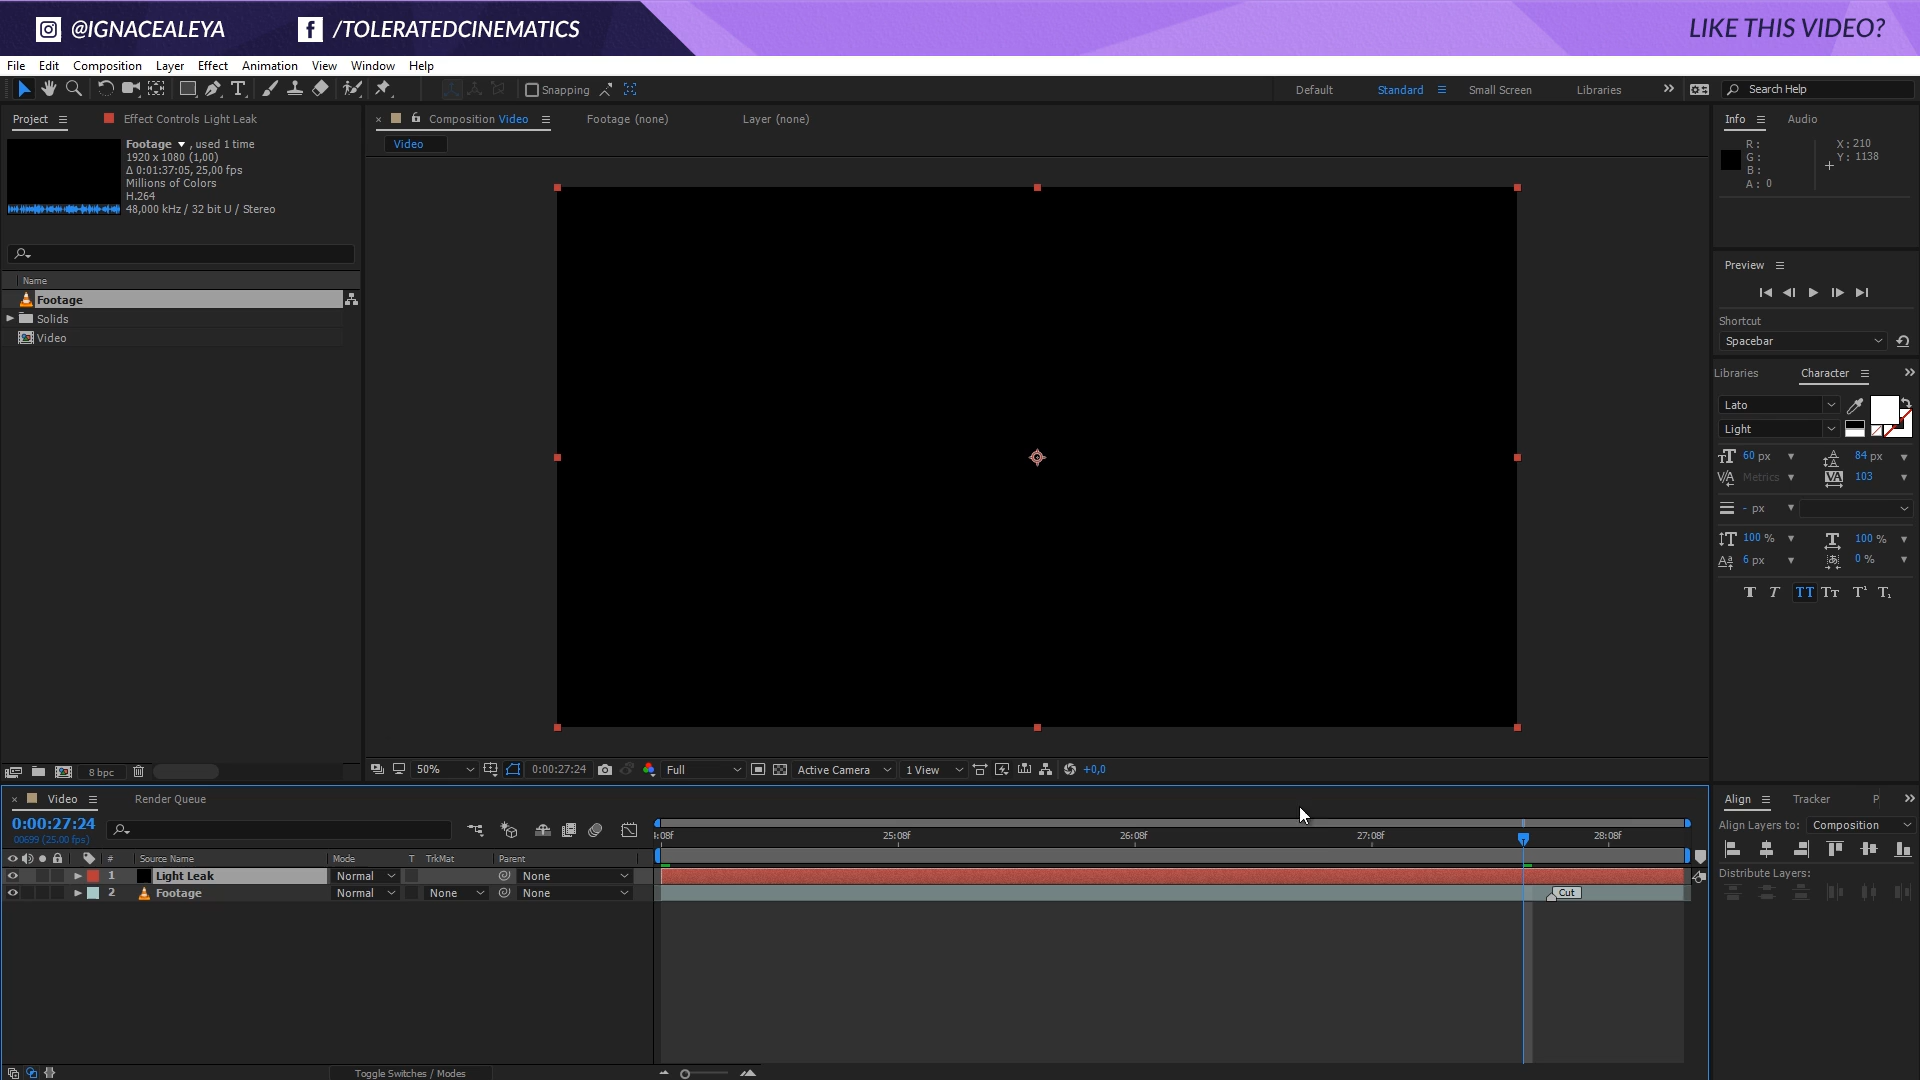 @IGNACEALEYA
/TOLERATEDCINEMATICS
LIKE THIS VIDEO?
File Edit Composition Layer Effect Animation View Window Help
Snapping
Default Standard Small Screen Libraries
Search Help
Project
Effect Controls Light Leak
Footage , used 1 time
1920 x 1080 (1,00)
Δ 0:01:37:05, 25,00 fps
Millions of Colors
H.264
48,000 kHz / 32 bit U / Stereo
Name
Footage
Solids
Video
8 bpc
Composition Video
Footage (none)
Layer (none)
Video
50%
0:00:27:24
Full
Active Camera
1 View
+0,0
Info
Audio
R:
G:
B:
A: 0
X: 210
Y: 1138
Preview
Shortcut
Spacebar
Libraries
Character
Lato
Light
60 px
84 px
Metrics
103
- px
100 %
100 %
6 px
0 %
Video
Render Queue
0:00:27:24
00699 (25.00 fps)
# Source Name Mode T TrkMat Parent
1 Light Leak Normal None
2 Footage Normal None None
4:08f 25:08f 26:08f 27:08f 28:08f
Cut
Toggle Switches / Modes
Align
Tracker
P
Align Layers to: Composition
Distribute Layers: